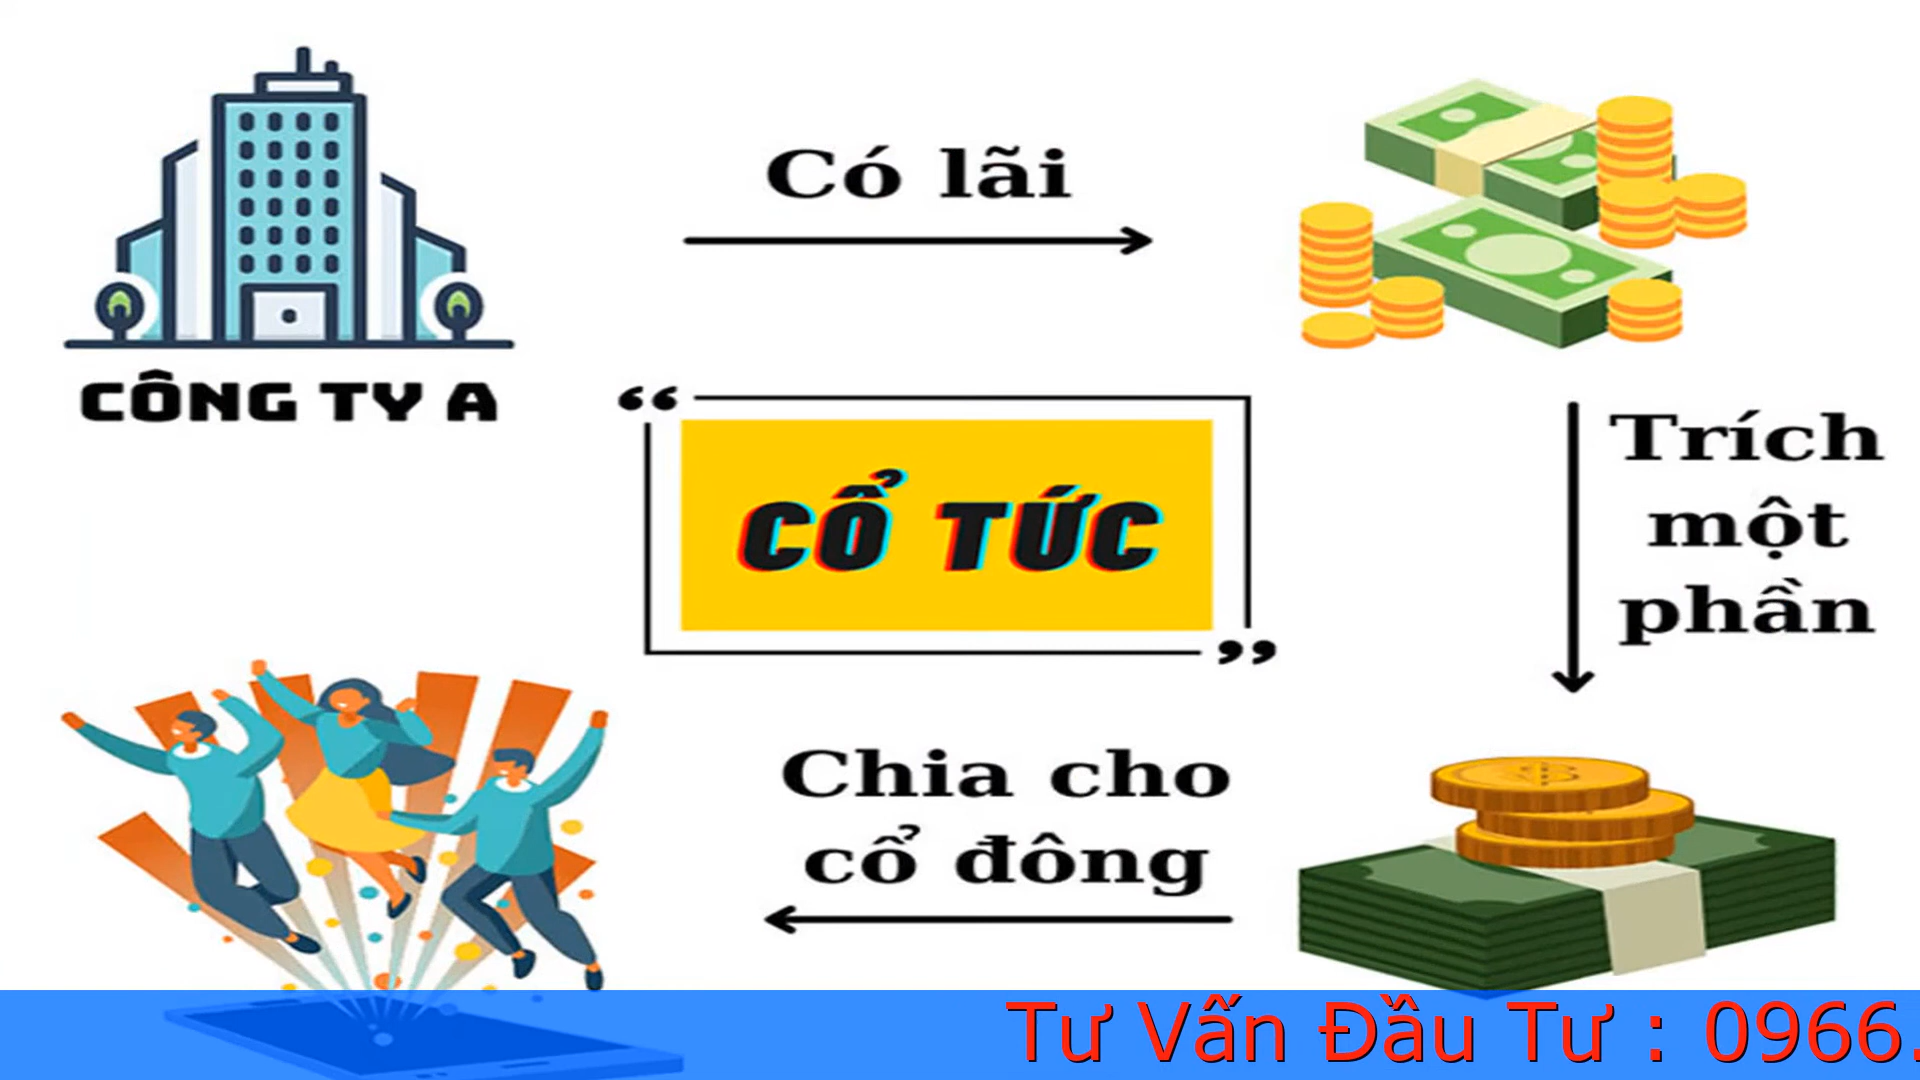 Có lãi
CÔNG TY A
CỔ TỨC
Trích
một
phần
Chia cho
cổ đông
Tư Vấn Đầu Tư : 0966.